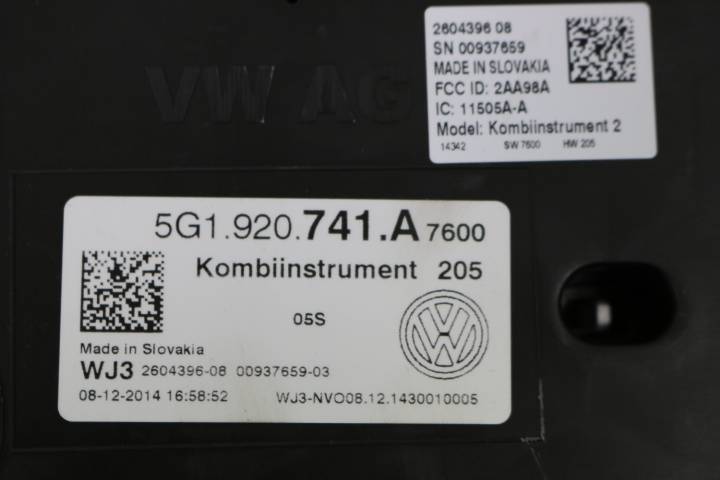 2604396 08
SN 00937659
MADE IN SLOVAKIA
FCC ID: 2AA98A
IC: 11505A-A
Model: Kombiinstrument 2
14342 SW 7600 HW 205
VW AG
5G1.920.741.A 7600
Kombiinstrument 205
05S
Made in Slovakia
WJ3 2604396-08 00937659-03
08-12-2014 16:58:52 WJ3-NVO08.12.1430010005